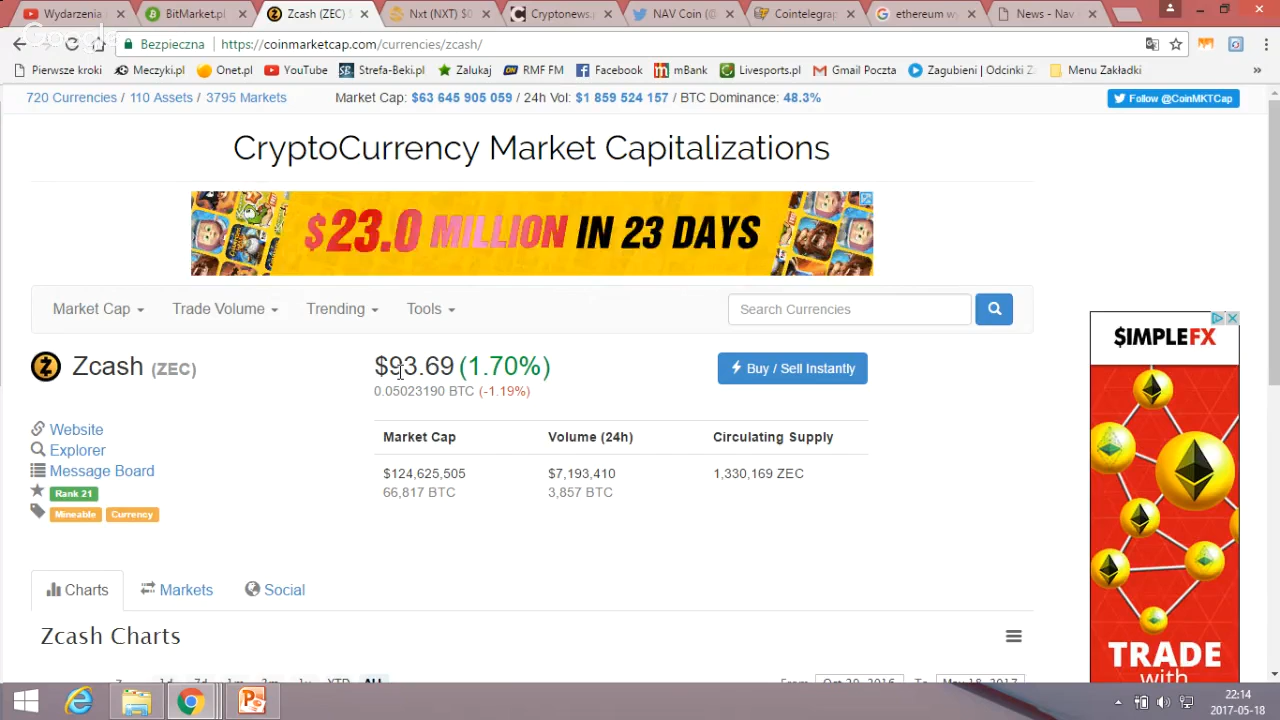 Wydarzenia
BitMarket.pl
Zcash (ZEC) $
Nxt (NXT) $0
Cryptonews.p
NAV Coin (@
Cointelegrap
ethereum wy
News - Nav
Google
Bezpieczna https://coinmarketcap.com/currencies/zcash/
Pierwsze kroki Meczyki.pl Onet.pl YouTube Strefa-Beki.pl Zalukaj RMF FM Facebook mBank Livesports.pl Gmail Poczta Zagubieni | Odcinki Menu Zakładki »
720 Currencies / 110 Assets / 3795 Markets Market Cap: $63 645 905 059 / 24h Vol: $1 859 524 157 / BTC Dominance: 48.3% Follow @CoinMKTCap
CryptoCurrency Market Capitalizations
$23.0 MILLION IN 23 DAYS
Market Cap Trade Volume Trending Tools Search Currencies
$IMPLEFX
Zcash (ZEC) $93.69 (1.70%) Buy / Sell Instantly
0.05023190 BTC (-1.19%)
Website
Explorer
Message Board
Rank 21
Mineable Currency
Market Cap Volume (24h) Circulating Supply
$124,625,505 $7,193,410 1,330,169 ZEC
66,817 BTC 3,857 BTC
Charts Markets Social
Zcash Charts
TRADE
with
22:14
2017-05-18